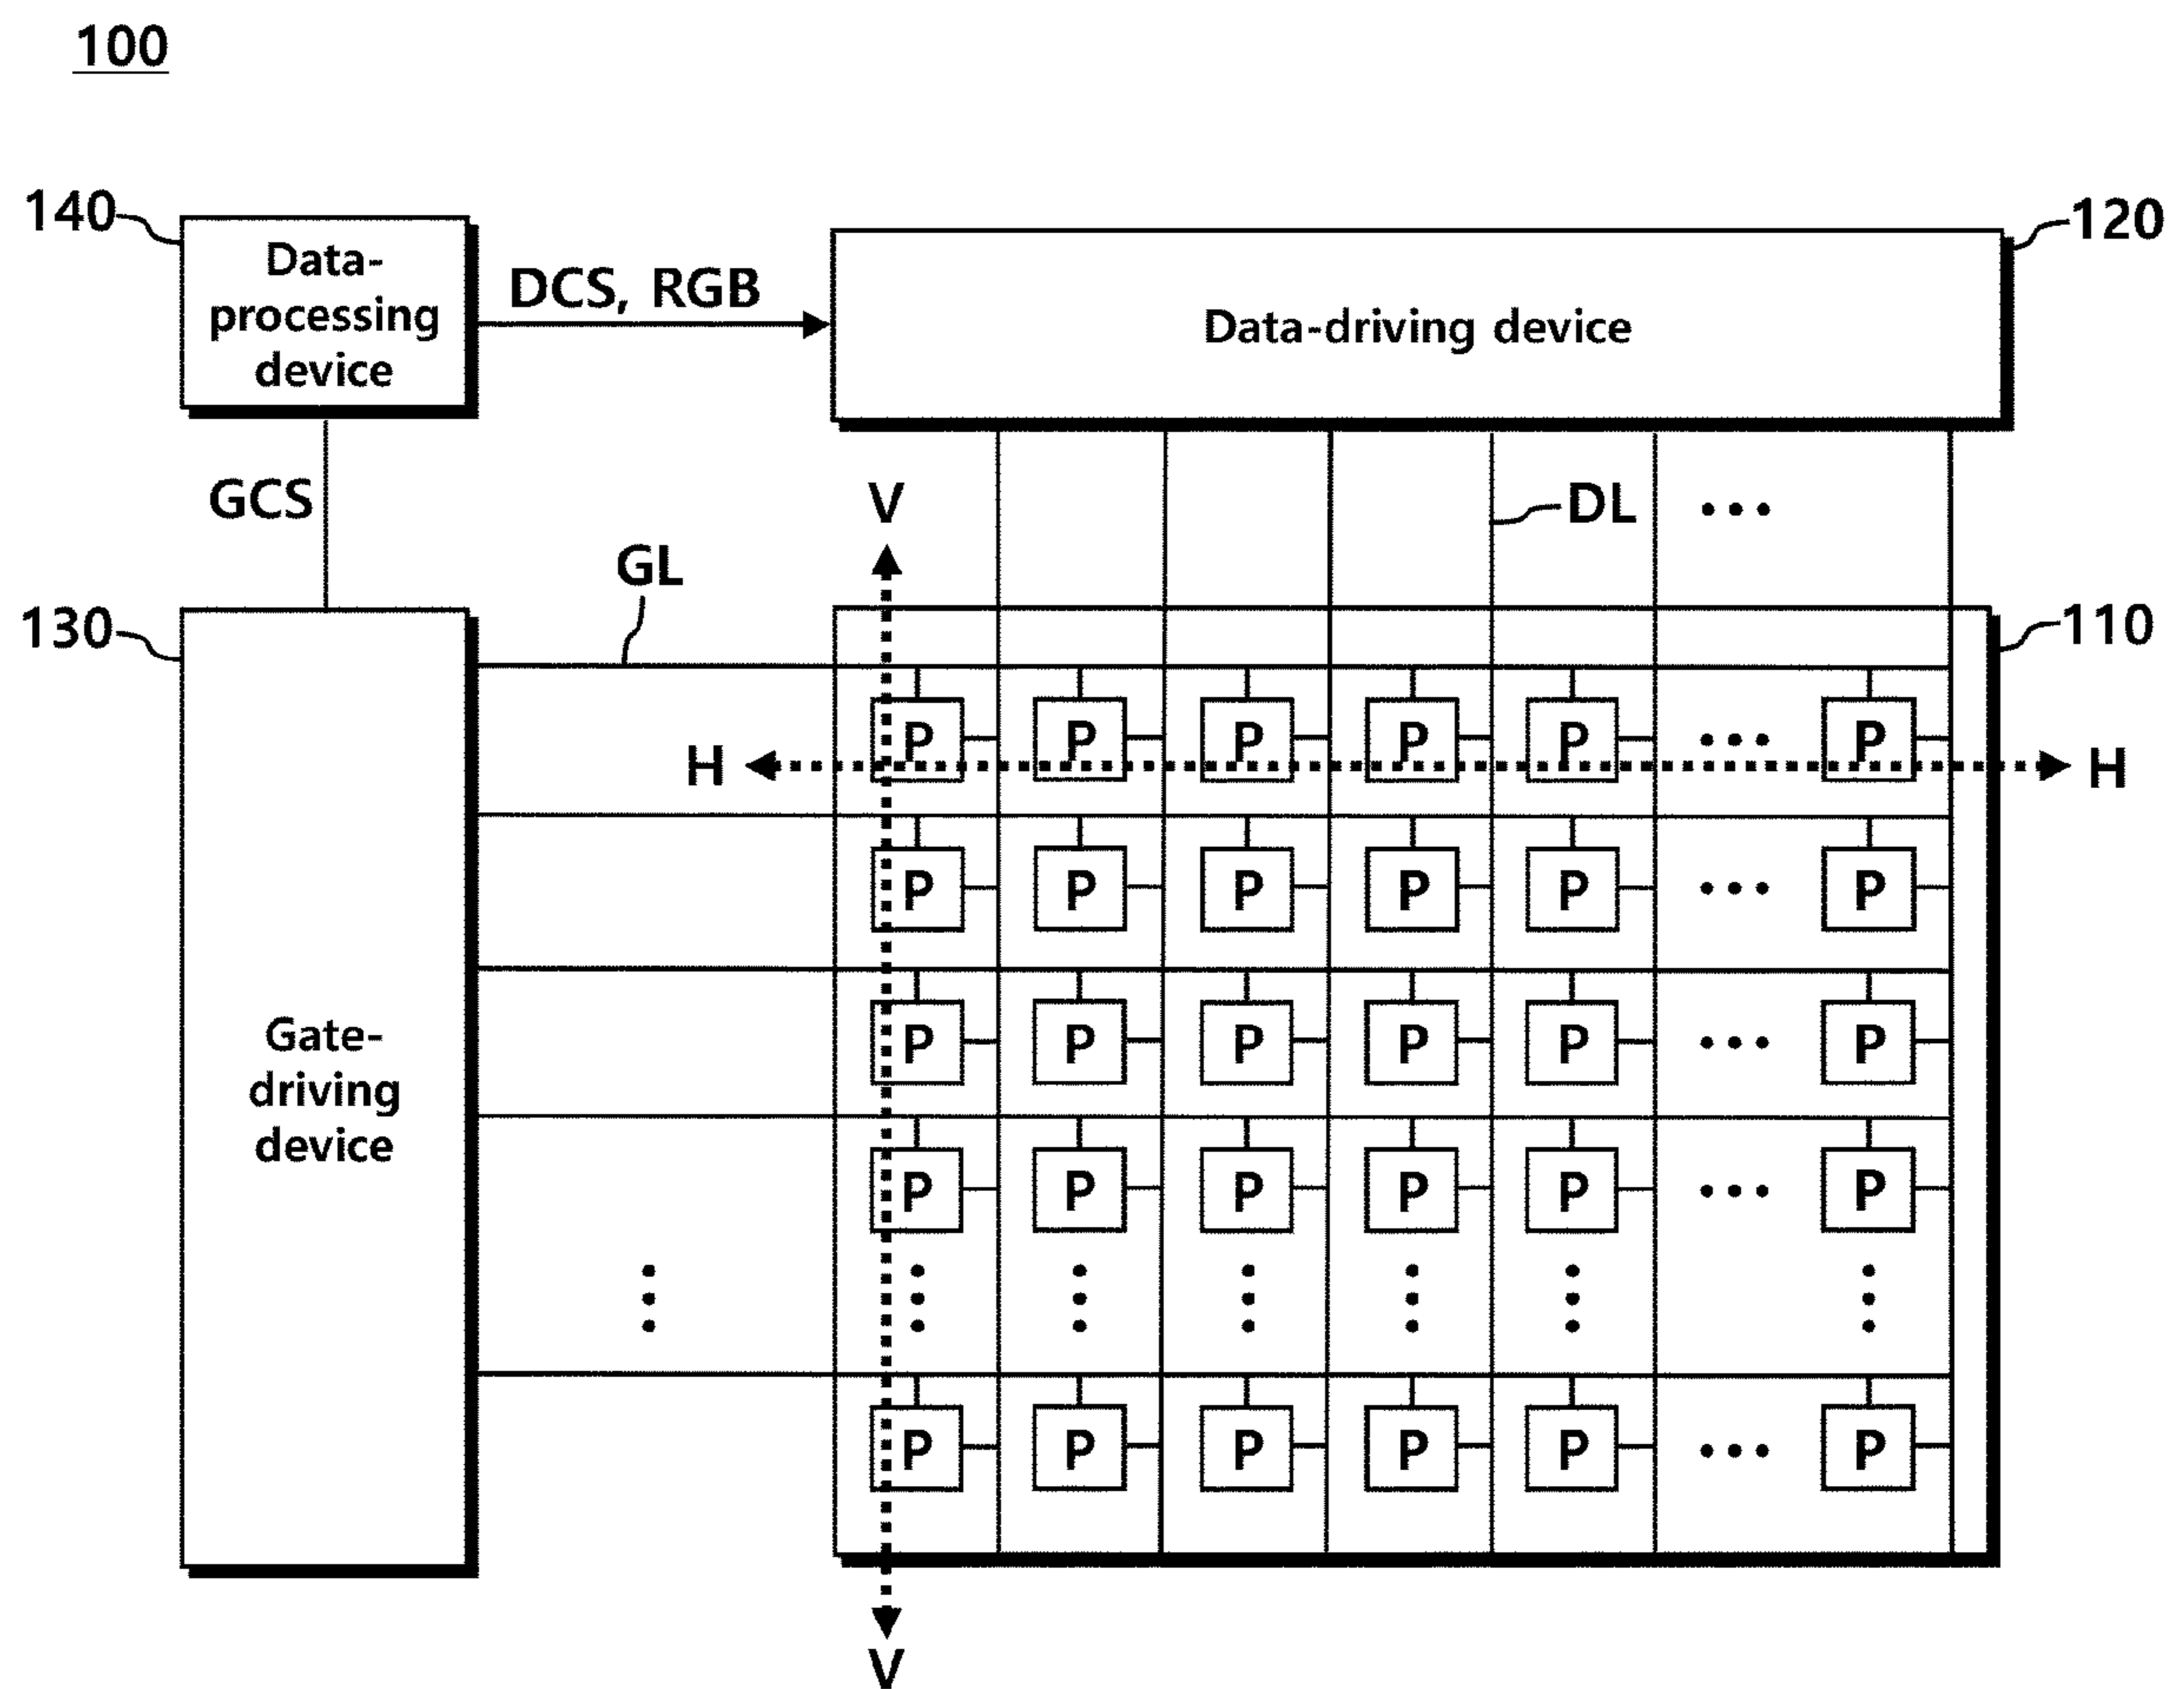 100
140
Data-
processing
device
DCS, RGB
120
Data-driving device
GCS
V
DL
...
GL
130
110
P P P P P ... P
H
H
P P P P P ... P
P P P P P ... P
Gate-
driving
device
P P P P P ... P
P P P P P ... P
V